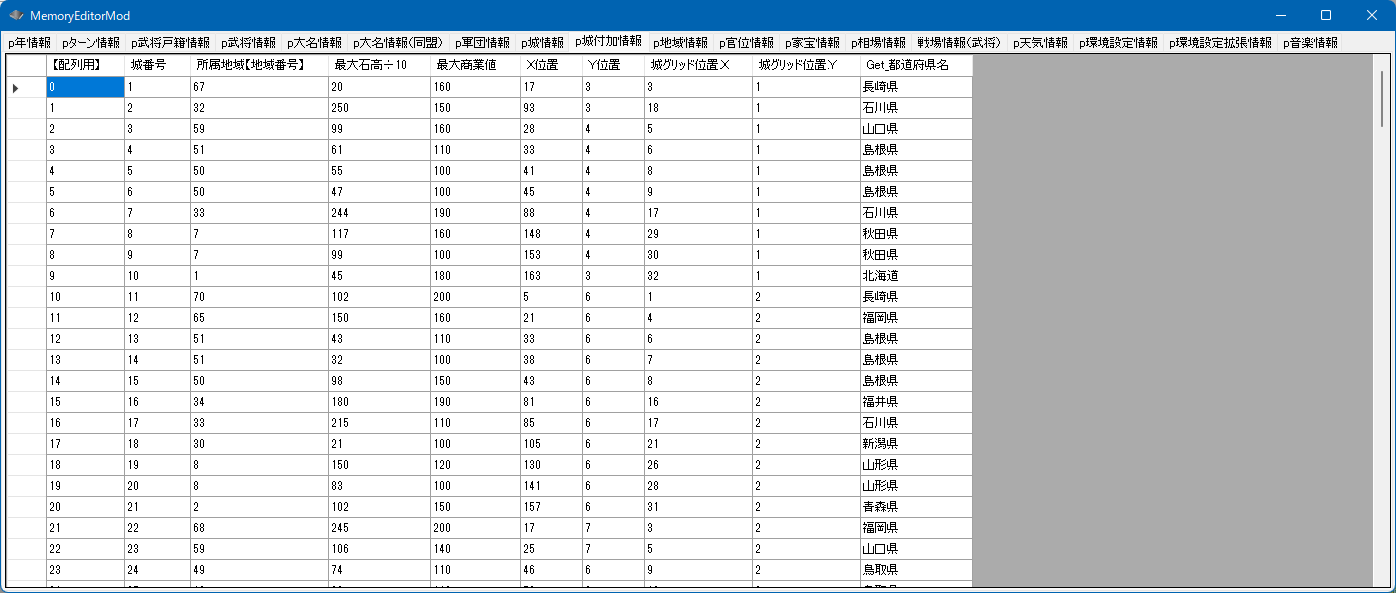 MemoryEditorMod
p年情報 pターン情報 p武将戸籍情報 p武将情報 p大名情報 p大名情報(同盟) p軍団情報 p城情報 p城付加情報 p地域情報 p官位情報 p家宝情報 p相場情報 戦場情報(武将) p天気情報 p環境設定情報 p環境設定拡張情報 p音楽情報
【配列用】 城番号 所属地域【地域番号】 最大石高÷10 最大商業値 X位置 Y位置 城グリッド位置X 城グリッド位置Y Get_都道府県名
0 1 67 20 160 17 3 3 1 長崎県
1 2 32 250 150 93 3 18 1 石川県
2 3 59 99 160 28 4 5 1 山口県
3 4 51 61 110 33 4 6 1 島根県
4 5 50 55 100 41 4 8 1 島根県
5 6 50 47 100 45 4 9 1 島根県
6 7 33 244 190 88 4 17 1 石川県
7 8 7 117 160 148 4 29 1 秋田県
8 9 7 99 100 153 4 30 1 秋田県
9 10 1 45 180 163 3 32 1 北海道
10 11 70 102 200 5 6 1 2 長崎県
11 12 65 150 160 21 6 4 2 福岡県
12 13 51 43 110 33 6 6 2 島根県
13 14 51 32 100 38 6 7 2 島根県
14 15 50 98 150 43 6 8 2 島根県
15 16 34 180 190 81 6 16 2 福井県
16 17 33 215 110 85 6 17 2 石川県
17 18 30 21 100 105 6 21 2 新潟県
18 19 8 150 120 130 6 26 2 山形県
19 20 8 83 100 141 6 28 2 山形県
20 21 2 102 150 157 6 31 2 青森県
21 22 68 245 200 17 7 3 2 福岡県
22 23 59 106 140 25 7 5 2 山口県
23 24 49 74 110 46 6 9 2 鳥取県